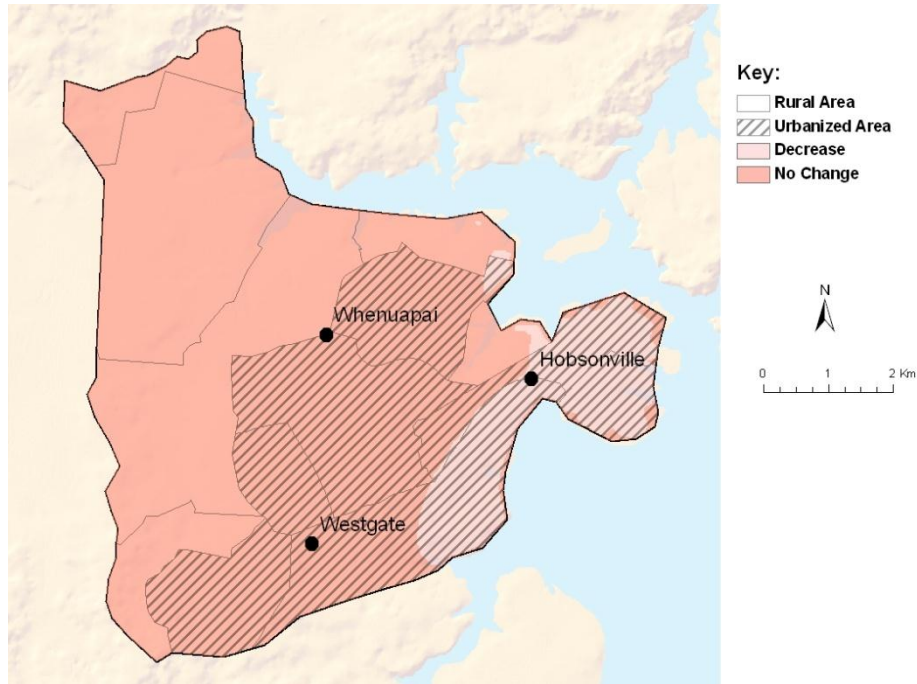 Key:
Rural Area
Urbanized Area
Decrease
No Change
Whenuapai
N
Hobsonville
0 1 2 Km
Westgate